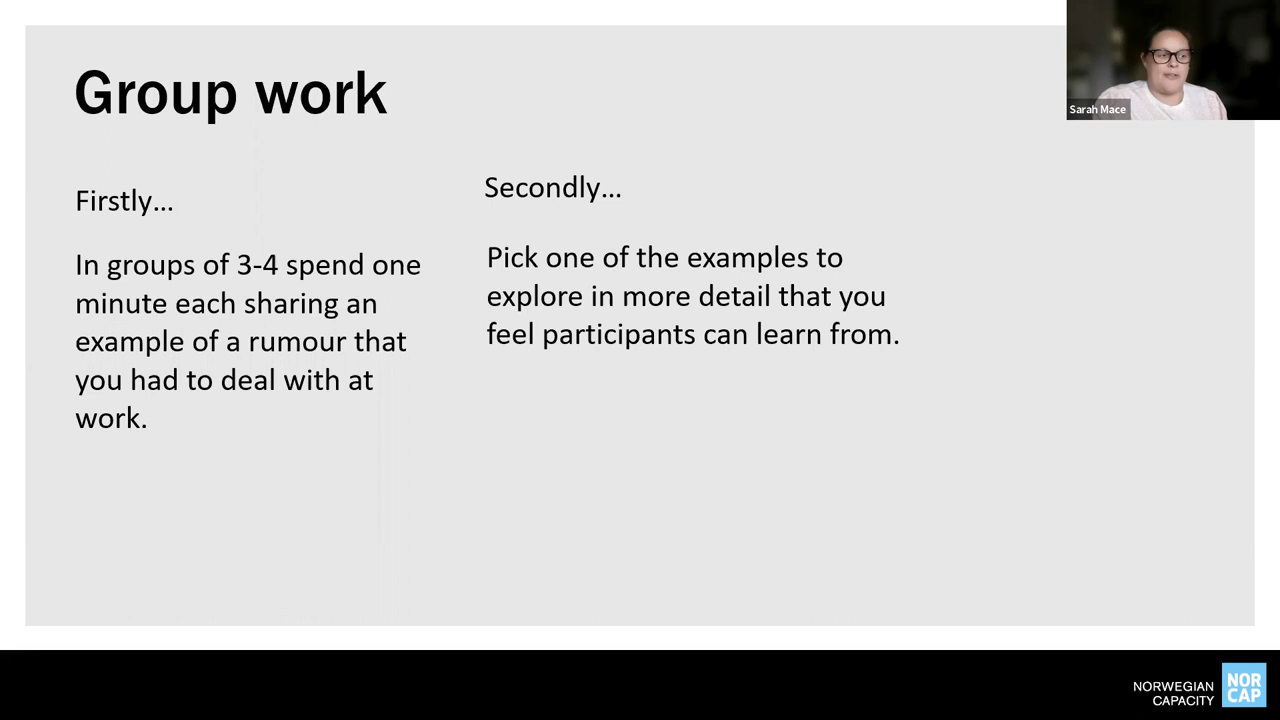 Group work
Sarah Mace
Firstly...
In groups of 3-4 spend one
minute each sharing an
example of a rumour that
you had to deal with at
work.
Secondly...
Pick one of the examples to
explore in more detail that you
feel participants can learn from.
NORWEGIAN
CAPACITY
NOR
CAP